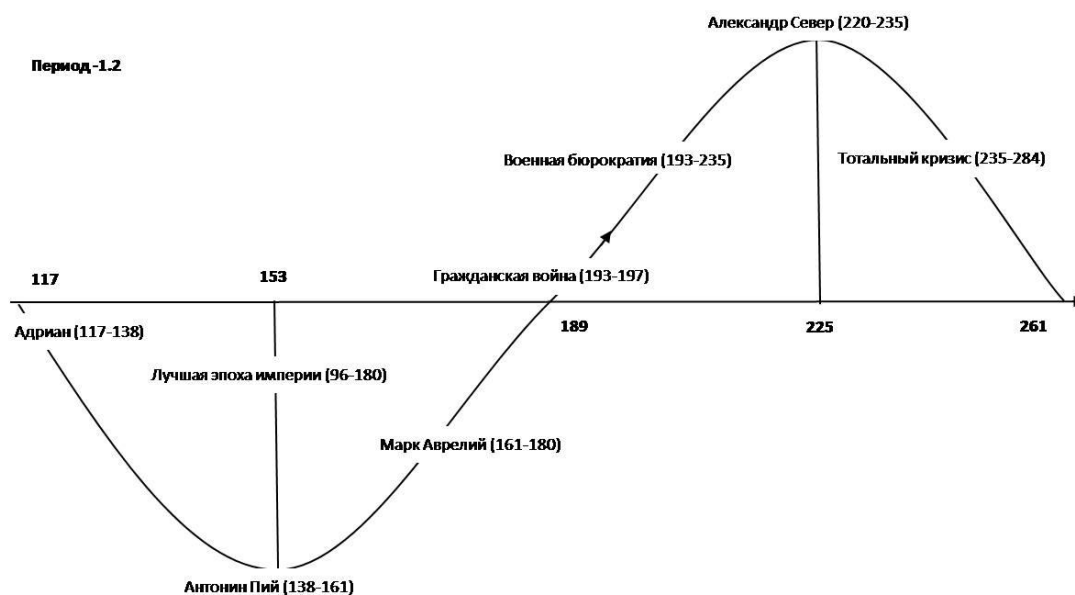 Александр Север (220-235)
Период -1.2
Военная бюрократия (193-235)
Тотальный кризис (235-284)
117
153
Гражданская война (193-197)
189
225
261
Адриан (117-138)
Лучшая эпоха империи (96-180)
Марк Аврелий (161-180)
Антонин Пий (138-161)